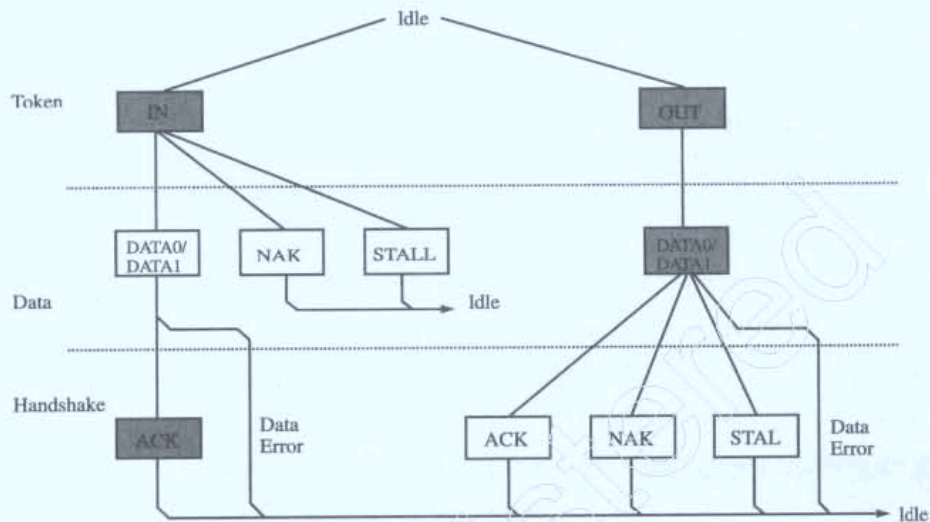 Idle
Token
IN
OUT
DATA0/
DATA1
NAK
STALL
DATA0/
DATA1
Data
Idle
Handshake
ACK
Data
Error
ACK
NAK
STAL
Data
Error
Idle